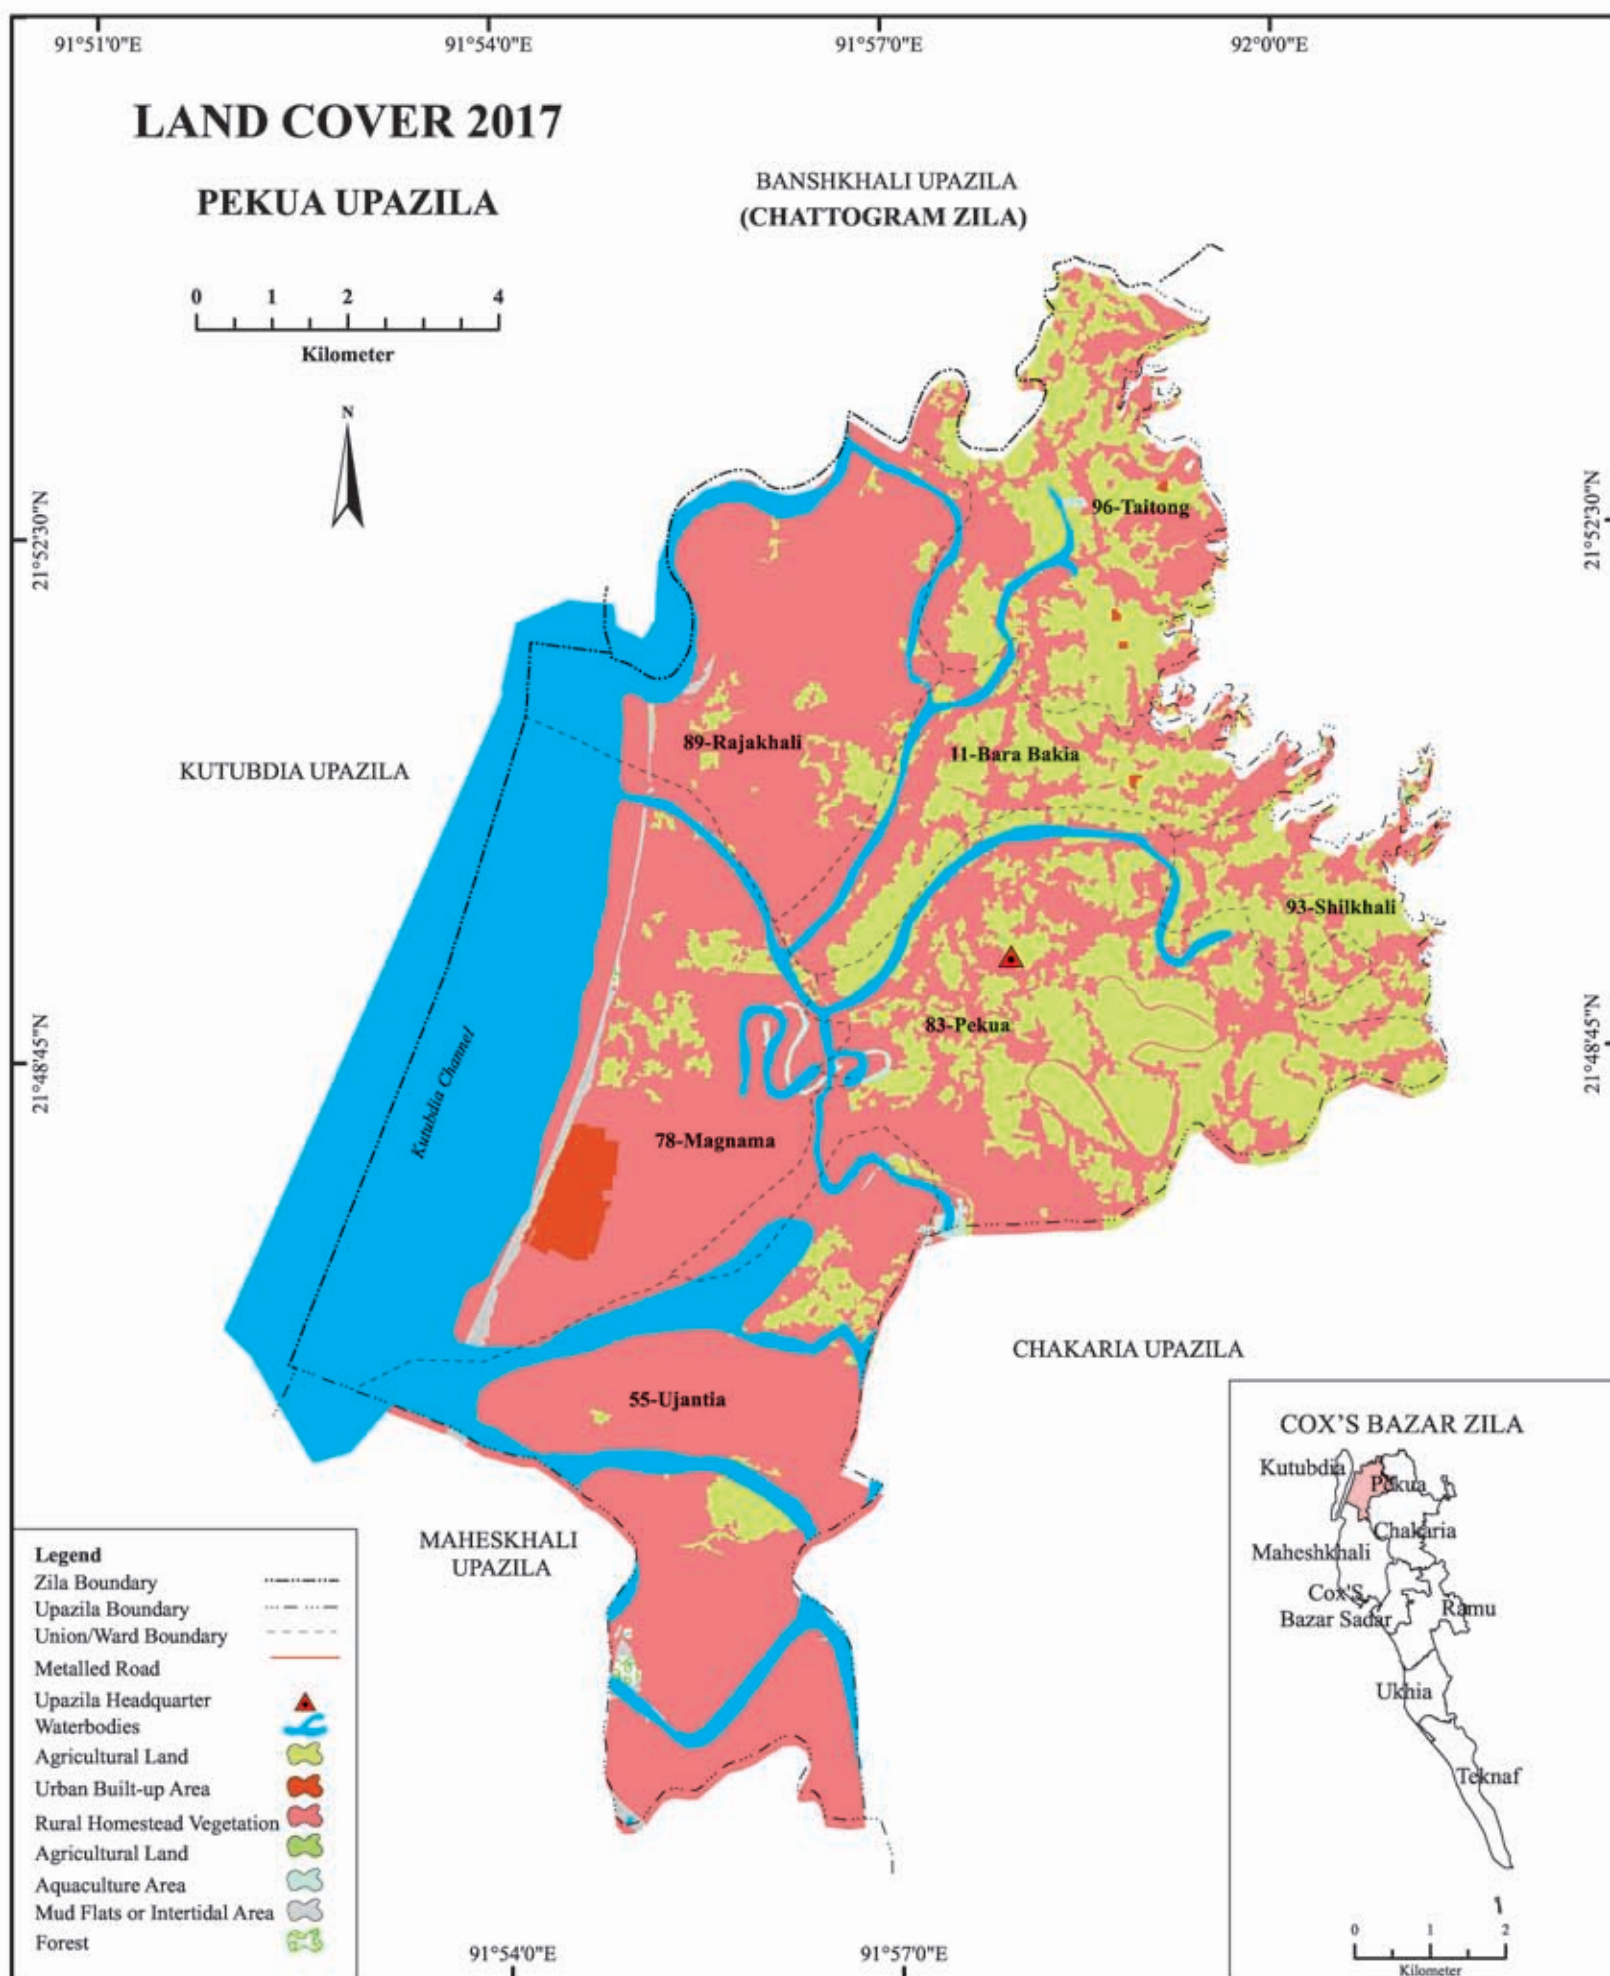 91°51'0"E 91°54'0"E 91°57'0"E 92°0'0"E
LAND COVER 2017
PEKUA UPAZILA
BANSHKHALI UPAZILA
(CHATTOGRAM ZILA)
0 1 2 4
Kilometer
N
21°52'30"N
21°52'30"N
96-Taitong
89-Rajakhali
11-Bara Bakia
KUTUBDIA UPAZILA
93-Shilkhali
83-Pekua
21°48'45"N
21°48'45"N
Kutubdia Channel
78-Magnama
CHAKARIA UPAZILA
55-Ujantia
MAHESKHALI
UPAZILA
Legend
Zila Boundary
Upazila Boundary
Union/Ward Boundary
Metalled Road
Upazila Headquarter
Waterbodies
Agricultural Land
Urban Built-up Area
Rural Homestead Vegetation
Agricultural Land
Aquaculture Area
Mud Flats or Intertidal Area
Forest
COX'S BAZAR ZILA
Kutubdia
Pekua
Chakaria
Maheshkhali
Cox'S
Bazar Sadar
Ramu
Ukhia
Teknaf
0 1 2
Kilometer
91°54'0"E 91°57'0"E